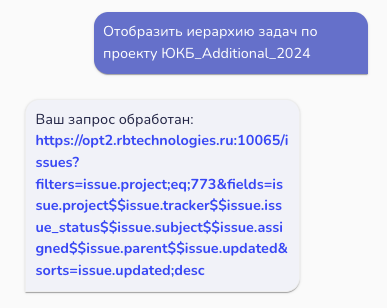 Отобразить иерархию задач по
проекту ЮКБ_Additional_2024
Ваш запрос обработан:
https://opt2.rbtechnologies.ru:10065/i
ssues?
filters=issue.project;eq;773&fields=is
sue.project$$issue.tracker$$issue.iss
ue_status$$issue.subject$$issue.assi
gned$$issue.parent$$issue.updated&
sorts=issue.updated;desc